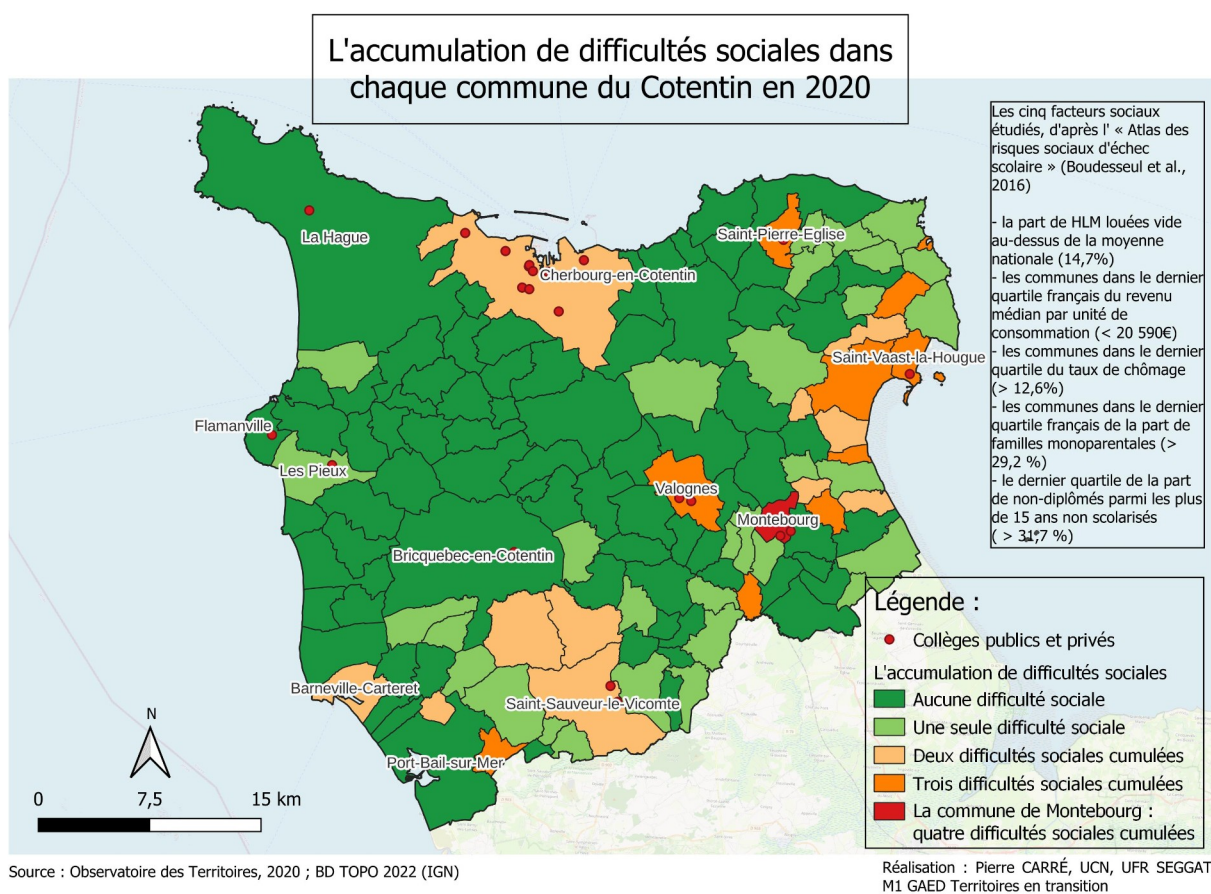 L'accumulation de difficultés sociales dans
chaque commune du Cotentin en 2020
Les cinq facteurs sociaux
étudiés, d'après l' « Atlas des
risques sociaux d'échec
scolaire » (Boudesseul et al.,
2016)
- la part de HLM louées vide
au-dessus de la moyenne
nationale (14,7%)
- les communes dans le dernier
quartile français du revenu
médian par unité de
consommation (< 20 590€)
- les communes dans le dernier
quartile du taux de chômage
(> 12,6%)
- les communes dans le dernier
quartile français de la part de
familles monoparentales (>
29,2 %)
- le dernier quartile de la part
de non-diplômés parmi les plus
de 15 ans non scolarisés
( > 31,7 %)
La Hague
Saint-Pierre-Eglise
Cherbourg-en-Cotentin
Saint-Vaast-la-Hougue
Flamanville
Les Pieux
Valognes
Montebourg
Bricquebec-en-Cotentin
Barneville-Carteret
Saint-Sauveur-le-Vicomte
Port-Bail-sur-Mer
N
0 7,5 15 km
Légende :
Collèges publics et privés
L'accumulation de difficultés sociales
Aucune difficulté sociale
Une seule difficulté sociale
Deux difficultés sociales cumulées
Trois difficultés sociales cumulées
La commune de Montebourg :
quatre difficultés sociales cumulées
Source : Observatoire des Territoires, 2020 ; BD TOPO 2022 (IGN)
Réalisation : Pierre CARRÉ, UCN, UFR SEGGAT
M1 GAED Territoires en transition